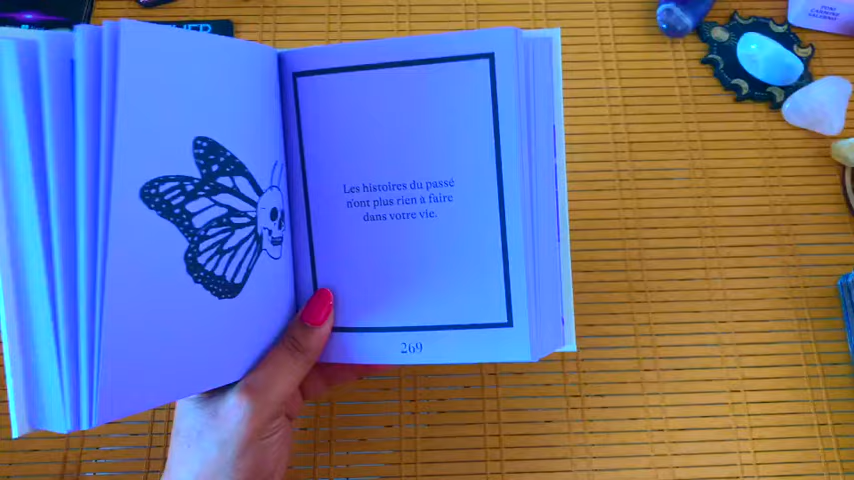 Les histoires du passé
n'ont plus rien à faire
dans votre vie.
269